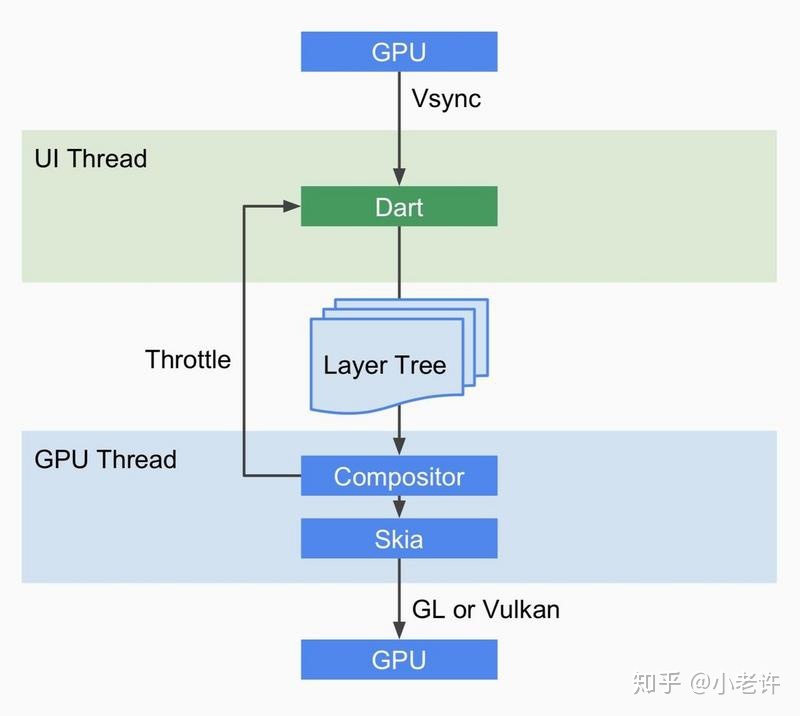 GPU
Vsync
UI Thread
Dart
Throttle
Layer Tree
GPU Thread
Compositor
Skia
GL or Vulkan
GPU
知乎 @小老许